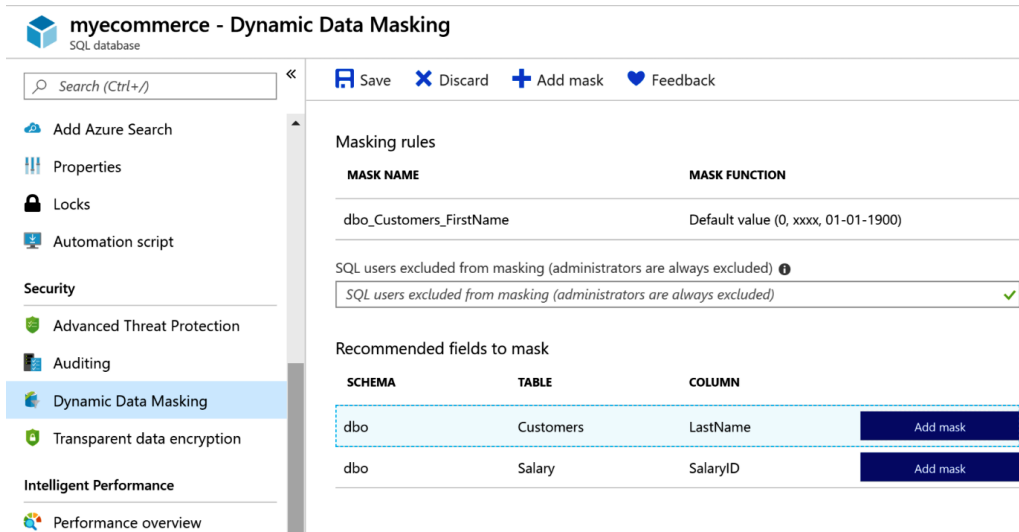 myecommerce - Dynamic Data Masking
SQL database
Search (Ctrl+/)
«
Add Azure Search
Properties
Locks
Automation script
Security
Advanced Threat Protection
Auditing
Dynamic Data Masking
Transparent data encryption
Intelligent Performance
Performance overview
Save Discard Add mask Feedback
Masking rules
MASK NAME MASK FUNCTION
dbo_Customers_FirstName Default value (0, xxxx, 01-01-1900)
SQL users excluded from masking (administrators are always excluded)
SQL users excluded from masking (administrators are always excluded)
Recommended fields to mask
SCHEMA TABLE COLUMN
dbo Customers LastName Add mask
dbo Salary SalaryID Add mask